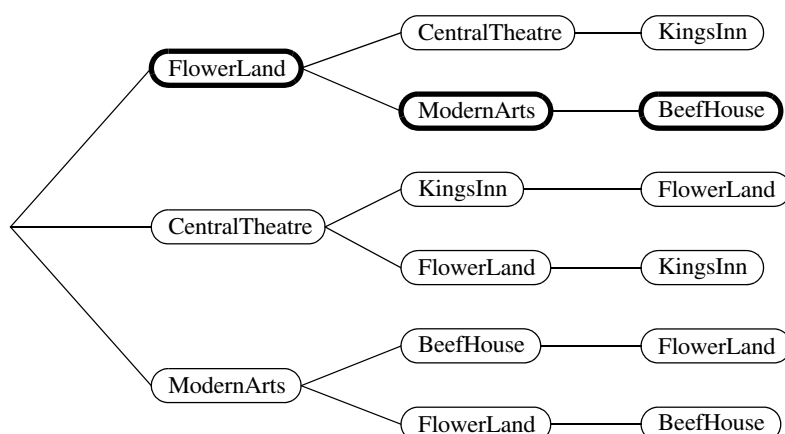 CentralTheatre KingsInn
FlowerLand
ModernArts BeefHouse
KingsInn FlowerLand
CentralTheatre
FlowerLand KingsInn
BeefHouse FlowerLand
ModernArts
FlowerLand BeefHouse